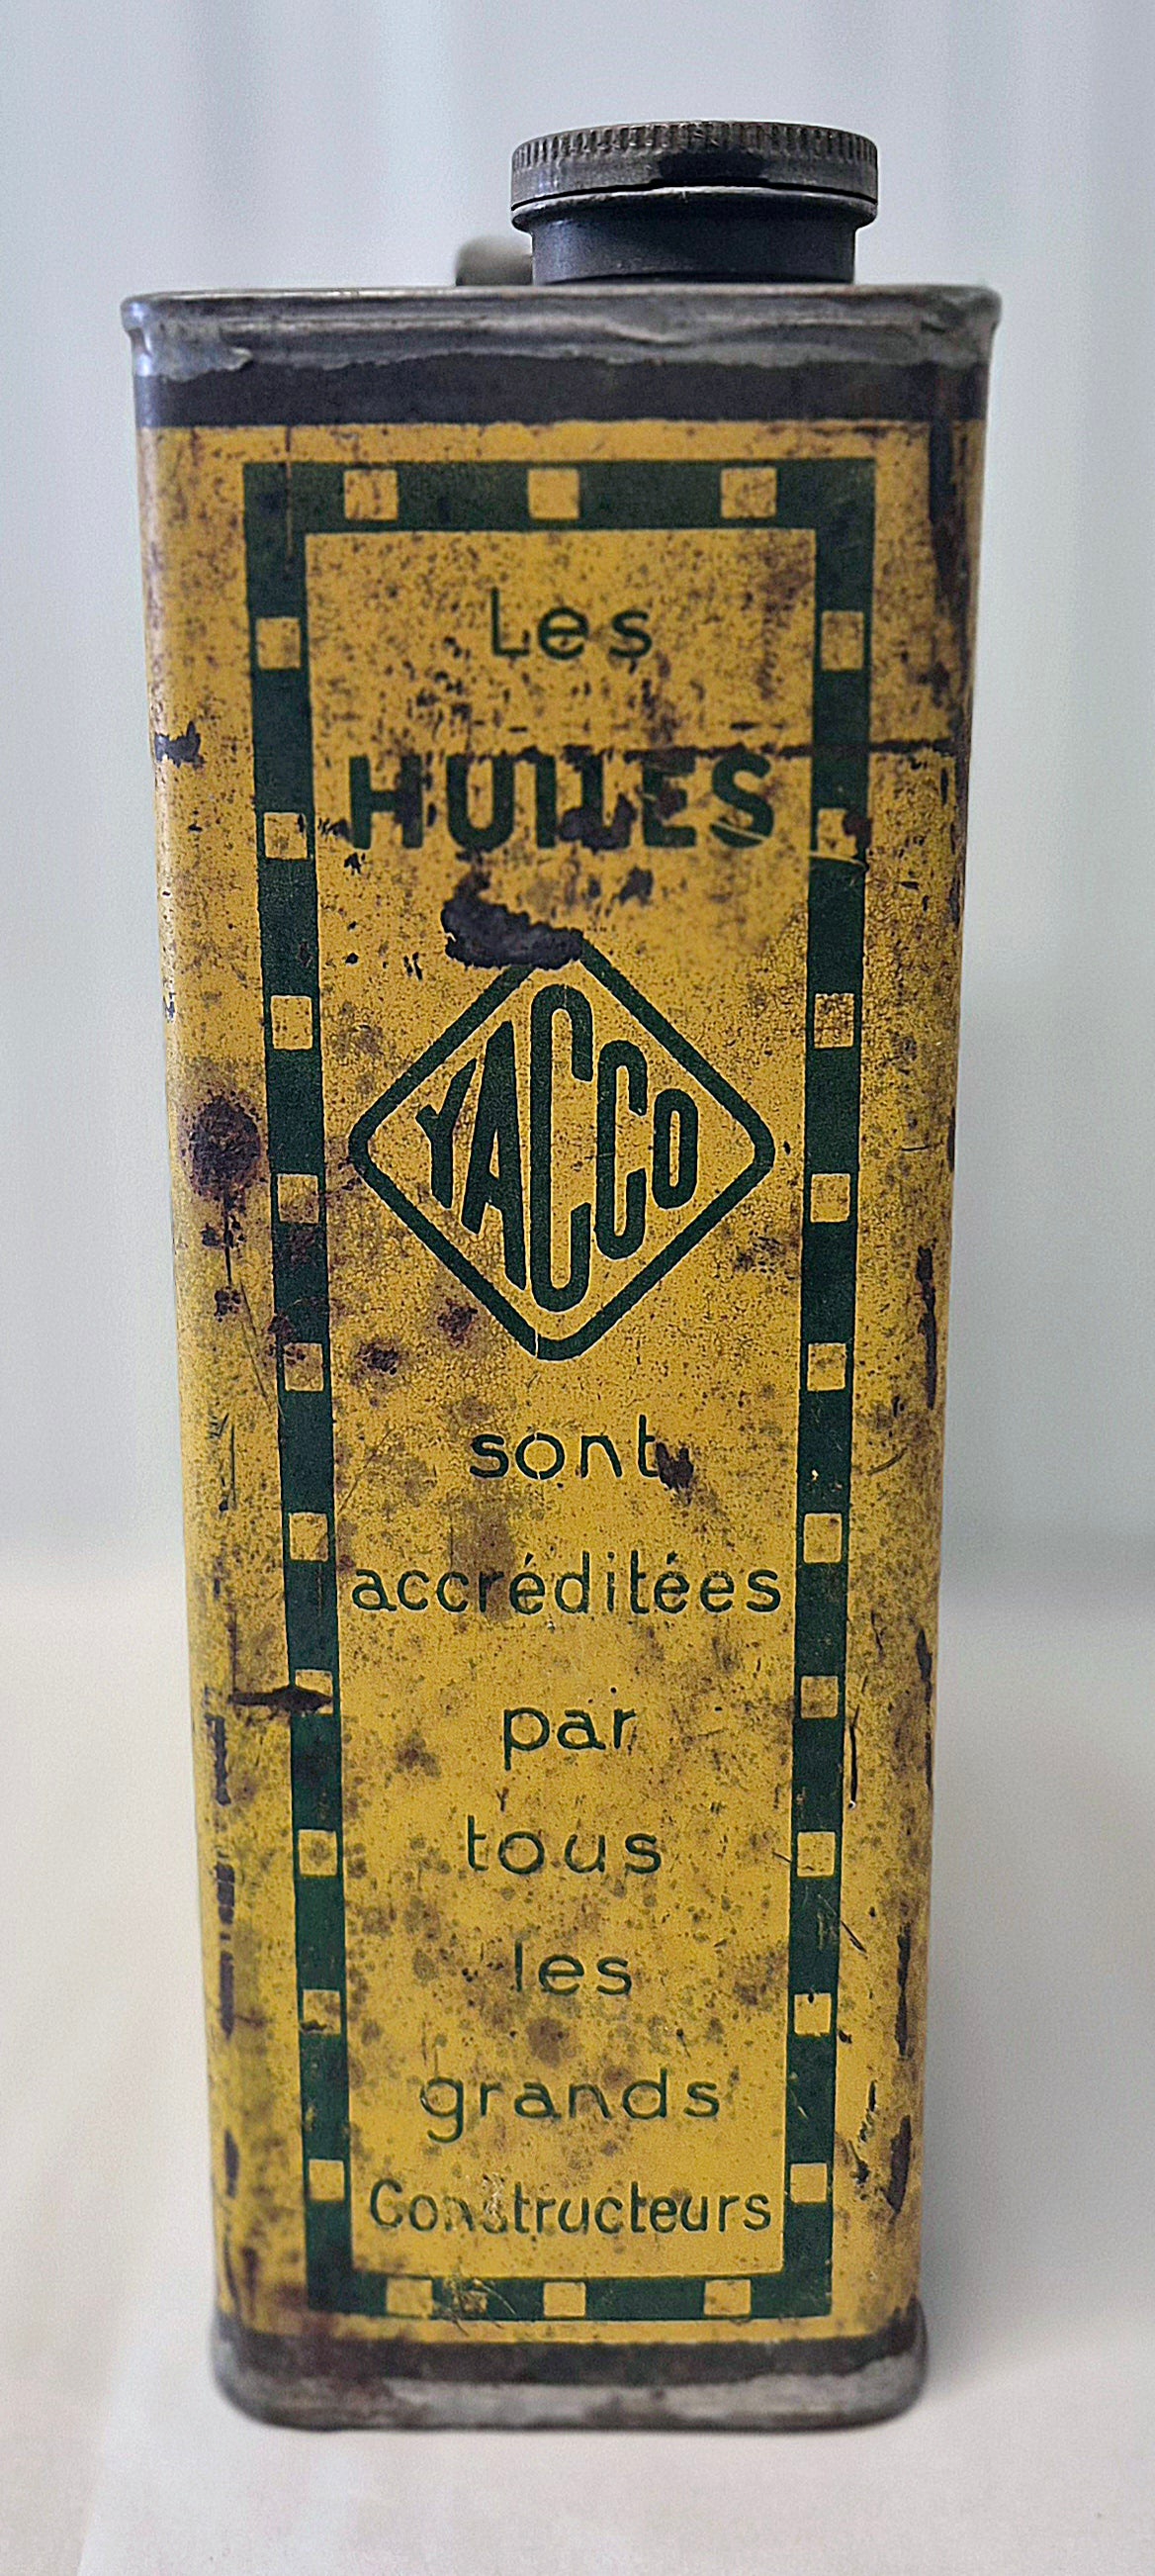 Les
HUILES
YACCO
sont
accréditées
par
tous
les
grands
Constructeurs